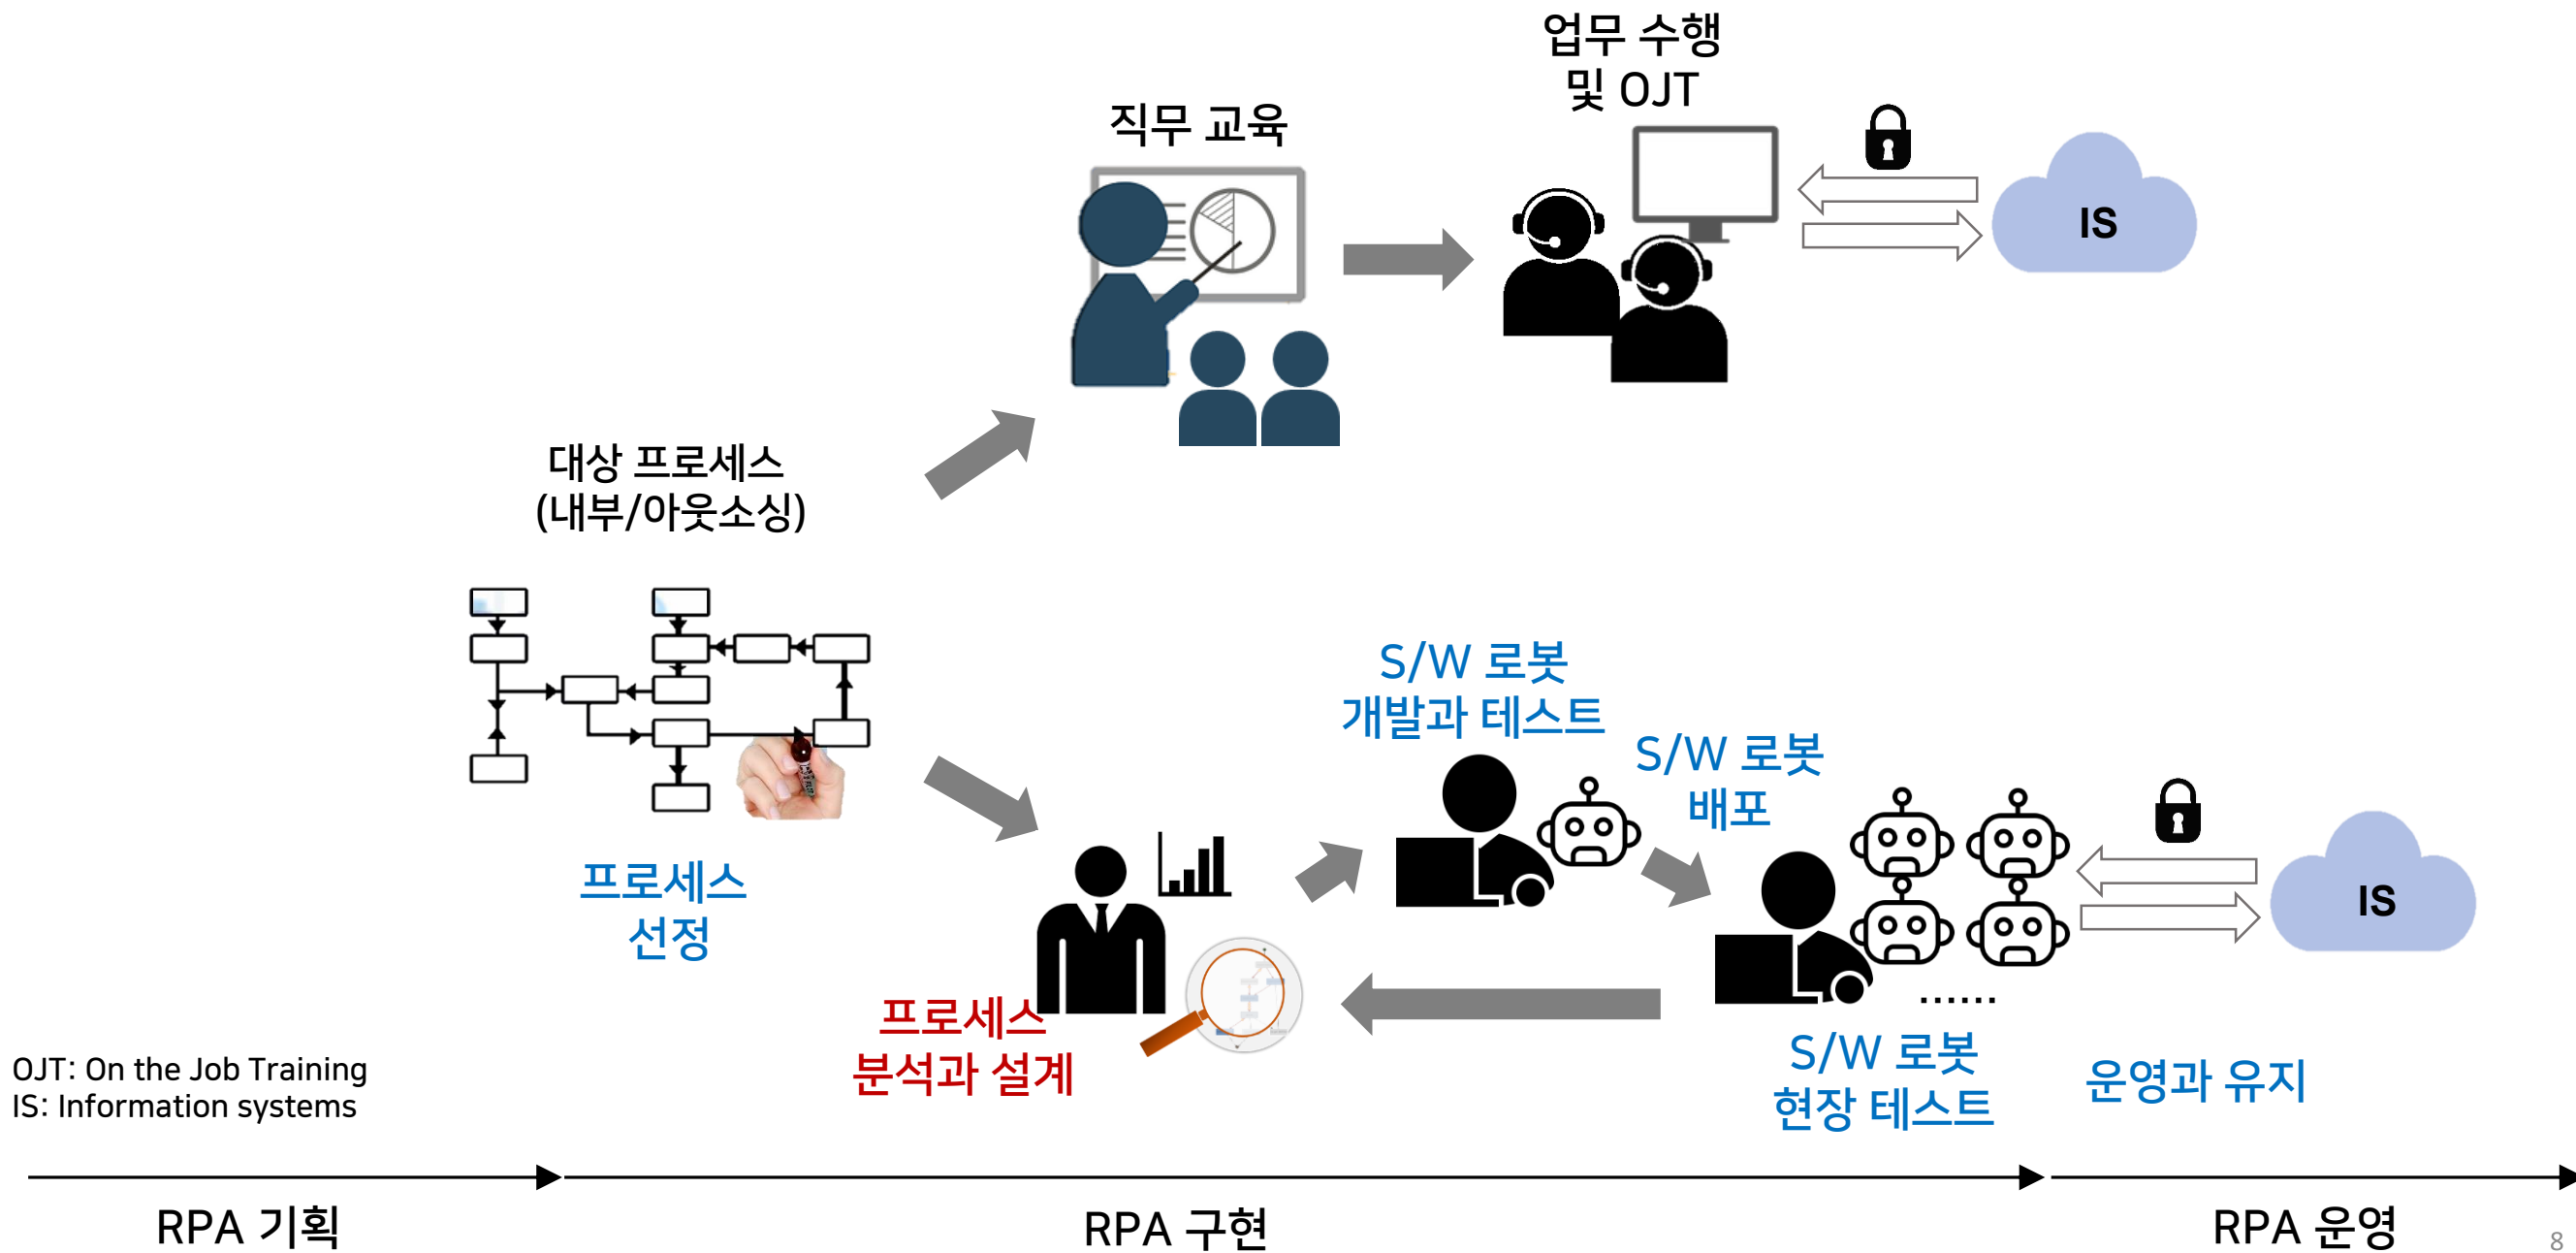 업무 수행
및 OJT
직무 교육
IS
대상 프로세스
(내부/아웃소싱)
S/W 로봇
개발과 테스트
S/W 로봇
배포
프로세스
선정
IS
프로세스
분석과 설계
......
S/W 로봇
현장 테스트
운영과 유지
OJT: On the Job Training
IS: Information systems
RPA 기획
RPA 구현
RPA 운영
8